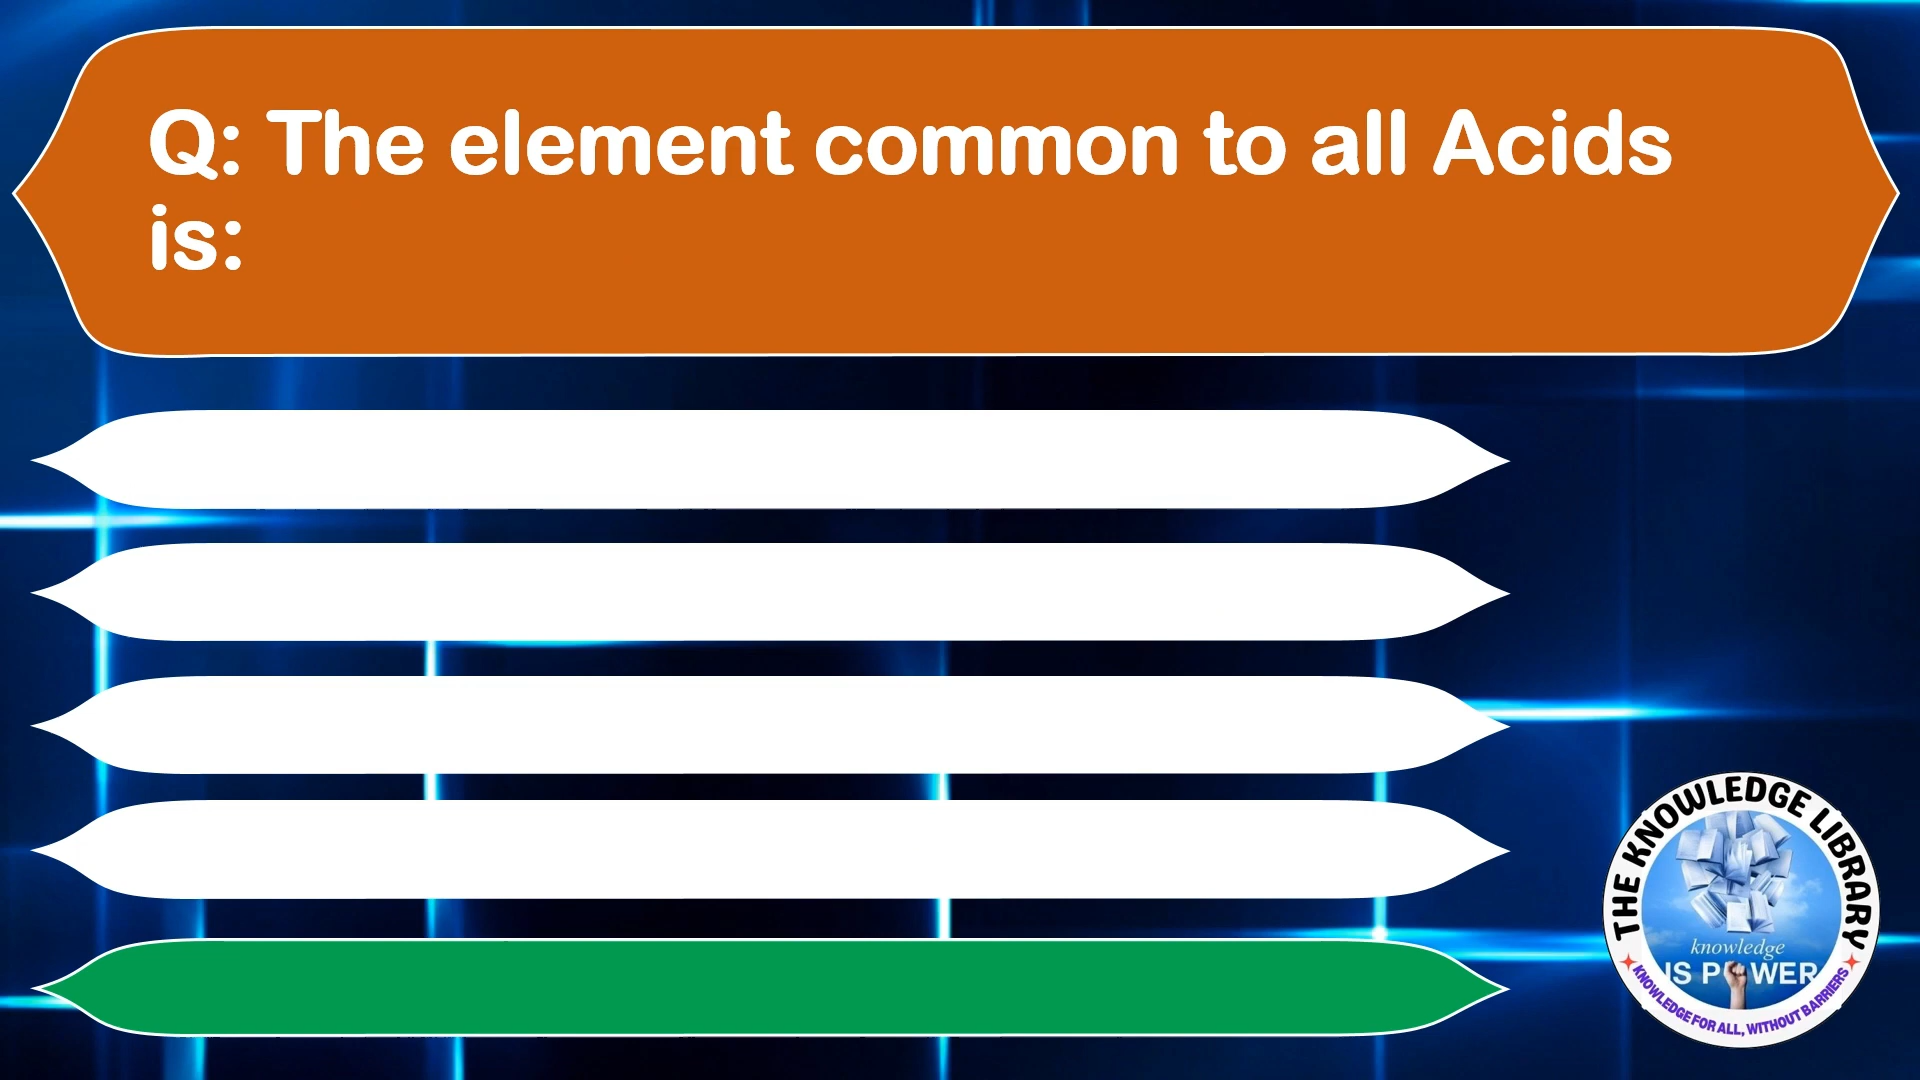 Q: The element common to all Acids
is:
THE KNOWLEDGE LIBRARY
knowledge
IS POWER
KNOWLEDGE FOR ALL, WITHOUT BARRIERS